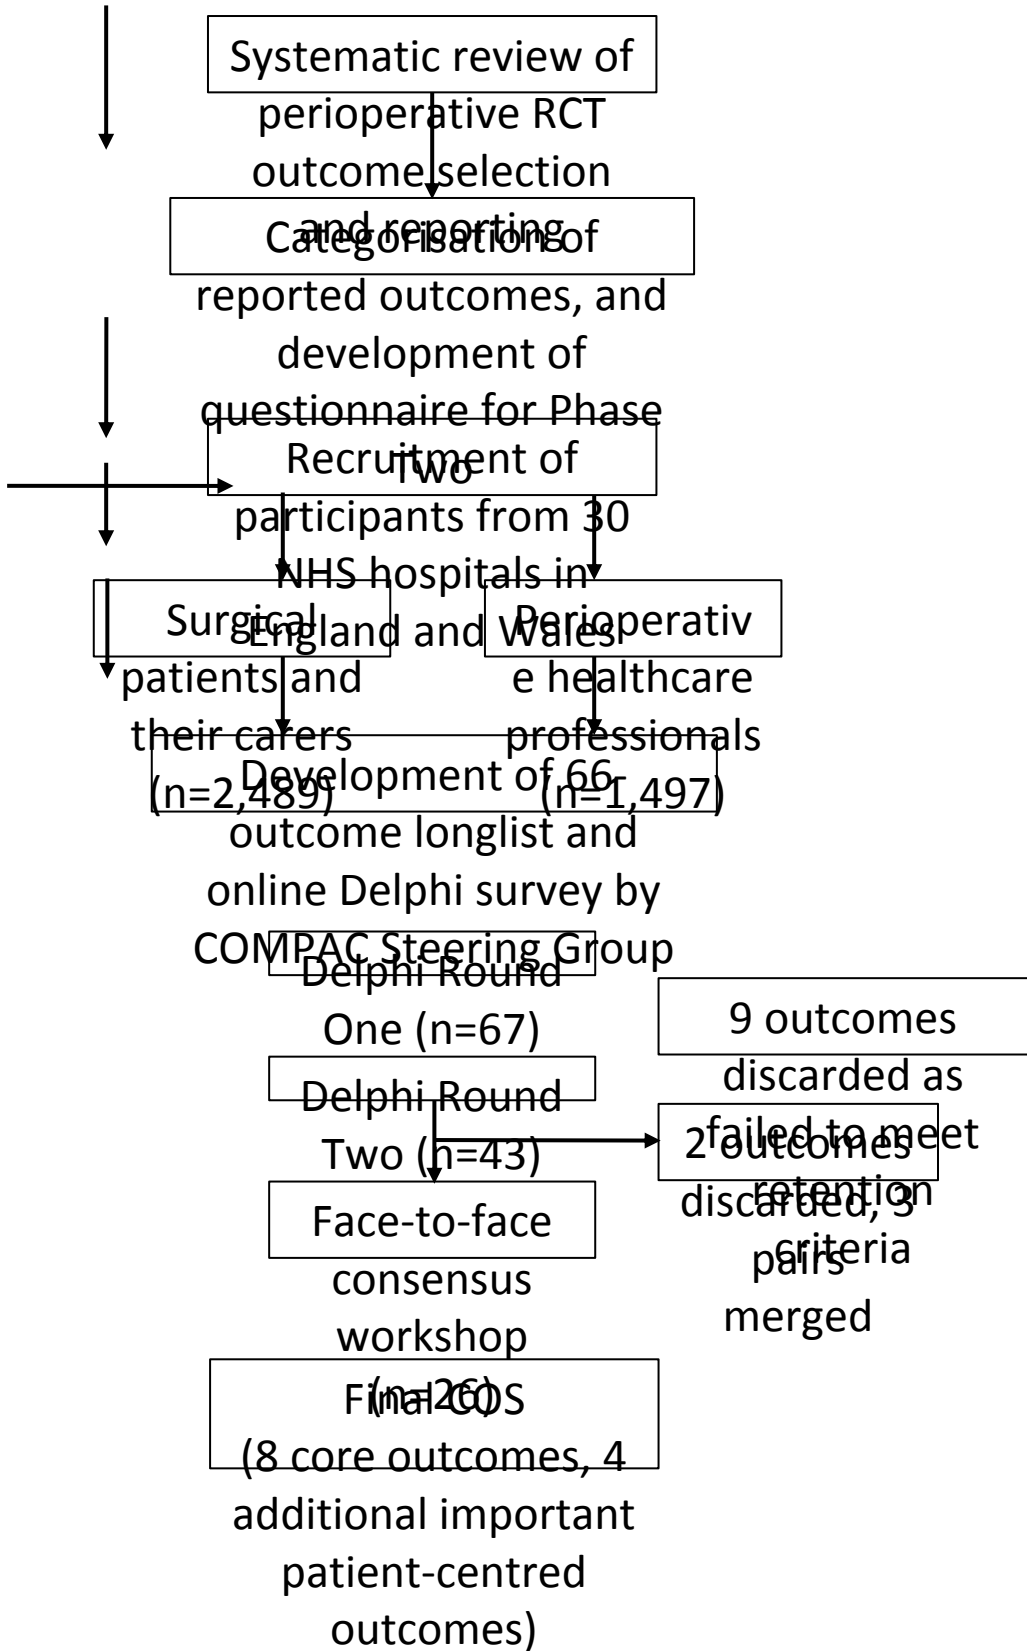 Systematic review of
perioperative RCT
outcome selection
and reporting
Categorisation of
reported outcomes, and
development of
questionnaire for Phase
Two
Recruitment of
participants from 30
NHS hospitals in
England and Wales
Surgical
patients and
their carers
(n=2,489)
Perioperativ
e healthcare
professionals
(n=1,497)
Development of 66-
outcome longlist and
online Delphi survey by
COMPAC Steering Group
Delphi Round
One (n=67)
9 outcomes
discarded as
failed to meet
retention
criteria
Delphi Round
Two (n=43)
2 outcomes
discarded, 3
pairs
merged
Face-to-face
consensus
workshop
(n=26)
Final COS
(8 core outcomes, 4
additional important
patient-centred
outcomes)